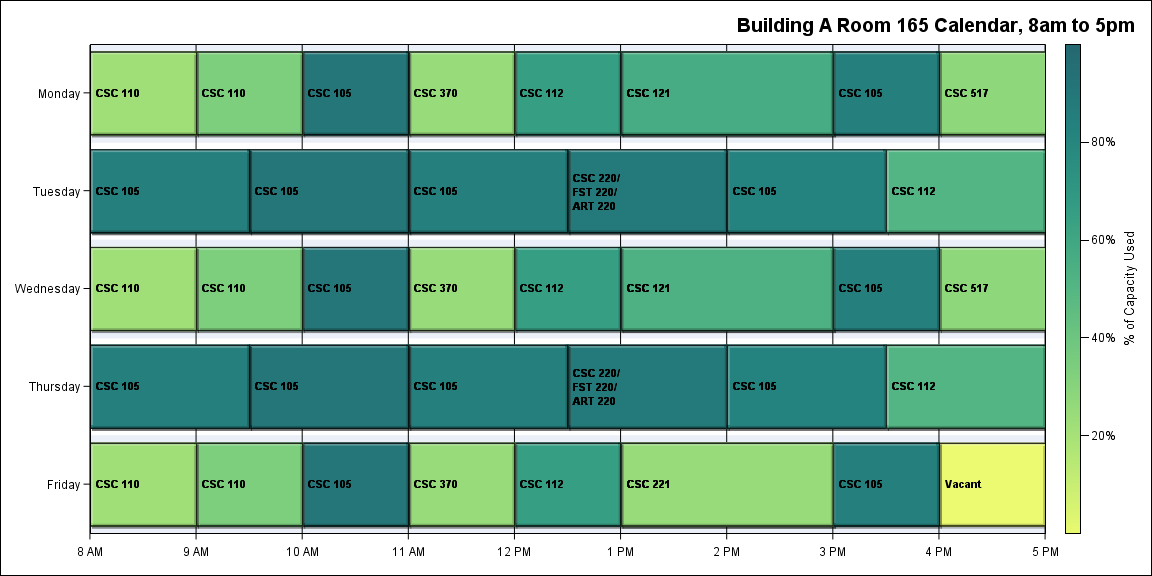 Building A Room 165 Calendar, 8am to 5pm
Monday
CSC 110
CSC 110
CSC 105
CSC 370
CSC 112
CSC 121
CSC 105
CSC 517
Tuesday
CSC 105
CSC 105
CSC 105
CSC 220/
FST 220/
ART 220
CSC 105
CSC 112
Wednesday
CSC 110
CSC 110
CSC 105
CSC 370
CSC 112
CSC 121
CSC 105
CSC 517
Thursday
CSC 105
CSC 105
CSC 105
CSC 220/
FST 220/
ART 220
CSC 105
CSC 112
Friday
CSC 110
CSC 110
CSC 105
CSC 370
CSC 112
CSC 221
CSC 105
Vacant
8 AM
9 AM
10 AM
11 AM
12 PM
1 PM
2 PM
3 PM
4 PM
5 PM
80%
60%
40%
20%
% of Capacity Used